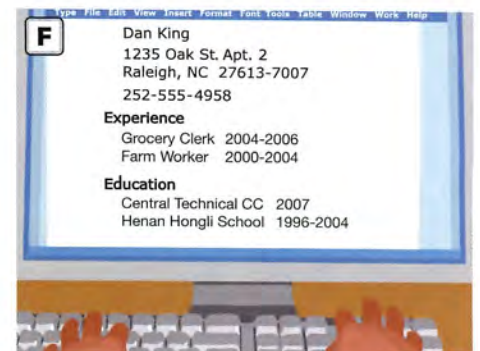 Type File Edit View Insert Format Font Tools Table Window Work Help
F
Dan King
1235 Oak St. Apt. 2
Raleigh, NC 27613-7007
252-555-4958
Experience
Grocery Clerk 2004-2006
Farm Worker 2000-2004
Education
Central Technical CC 2007
Henan Hongli School 1996-2004